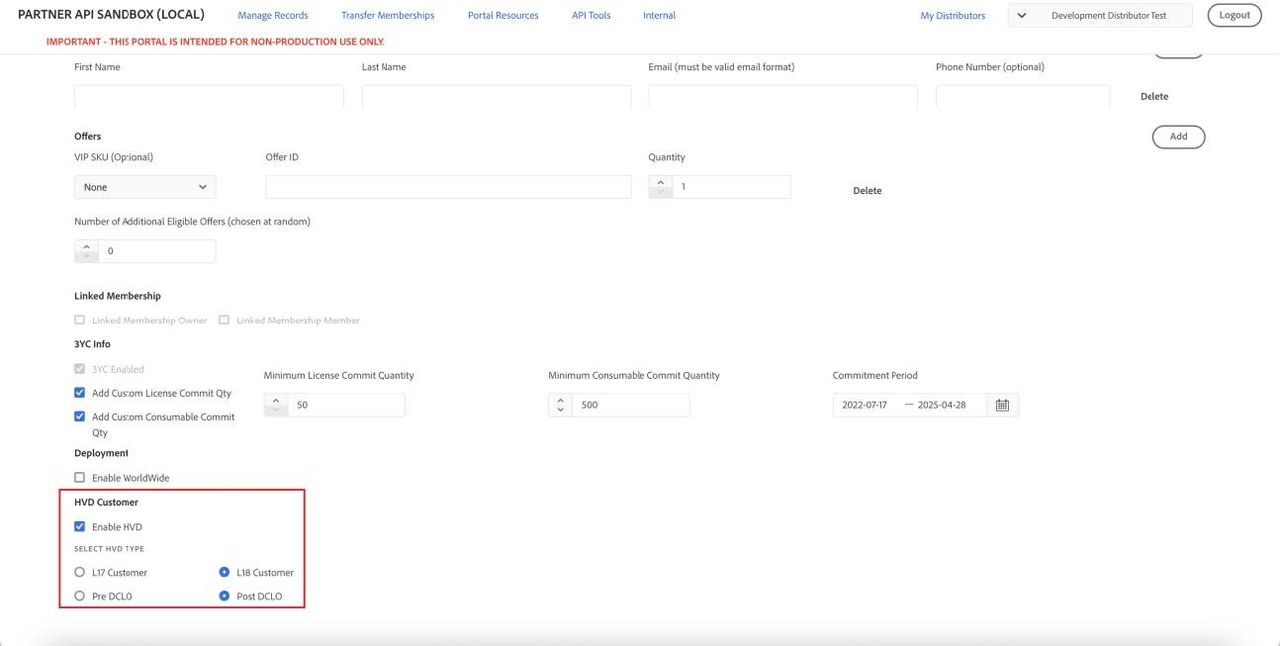 PARTNER API SANDBOX (LOCAL) Manage Records Transfer Memberships Portal Resources API Tools Internal My Distributors Development Distributor Test Logout
IMPORTANT - THIS PORTAL IS INTENDED FOR NON-PRODUCTION USE ONLY.
First Name Last Name Email (must be valid email format) Phone Number (optional)
Delete
Offers Add
VIP SKU (Optional) Offer ID Quantity
None 1 Delete
Number of Additional Eligible Offers (chosen at random)
0
Linked Membership
Linked Membership Owner Linked Membership Member
3YC Info
3YC Enabled Minimum License Commit Quantity Minimum Consumable Commit Quantity Commitment Period
Add Custom License Commit Qty 50 500 2022-07-17 — 2025-04-28
Add Custom Consumable Commit
Qty
Deployment
Enable WorldWide
HVD Customer
Enable HVD
SELECT HVD TYPE
L17 Customer L18 Customer
Pre DCLO Post DCLO